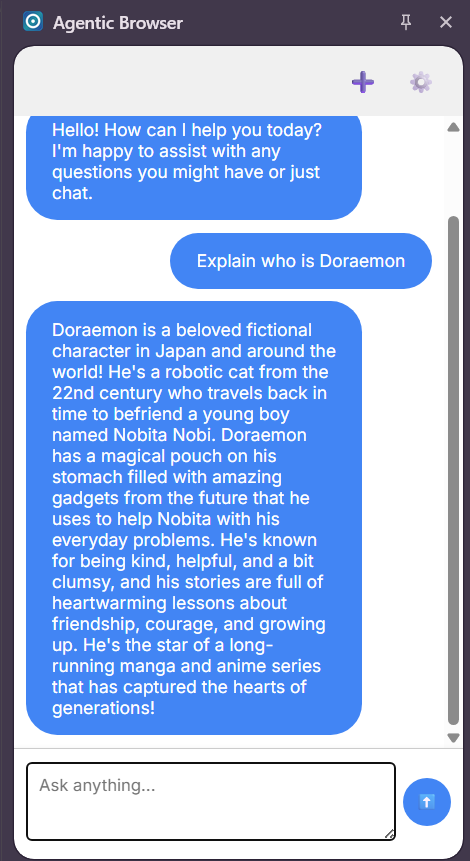 Agentic Browser
Hello! How can I help you today?
I'm happy to assist with any
questions you might have or just
chat.
Explain who is Doraemon
Doraemon is a beloved fictional
character in Japan and around the
world! He's a robotic cat from the
22nd century who travels back in
time to befriend a young boy
named Nobita Nobi. Doraemon
has a magical pouch on his
stomach filled with amazing
gadgets from the future that he
uses to help Nobita with his
everyday problems. He's known
for being kind, helpful, and a bit
clumsy, and his stories are full of
heartwarming lessons about
friendship, courage, and growing
up. He's the star of a long-
running manga and anime series
that has captured the hearts of
generations!
Ask anything...